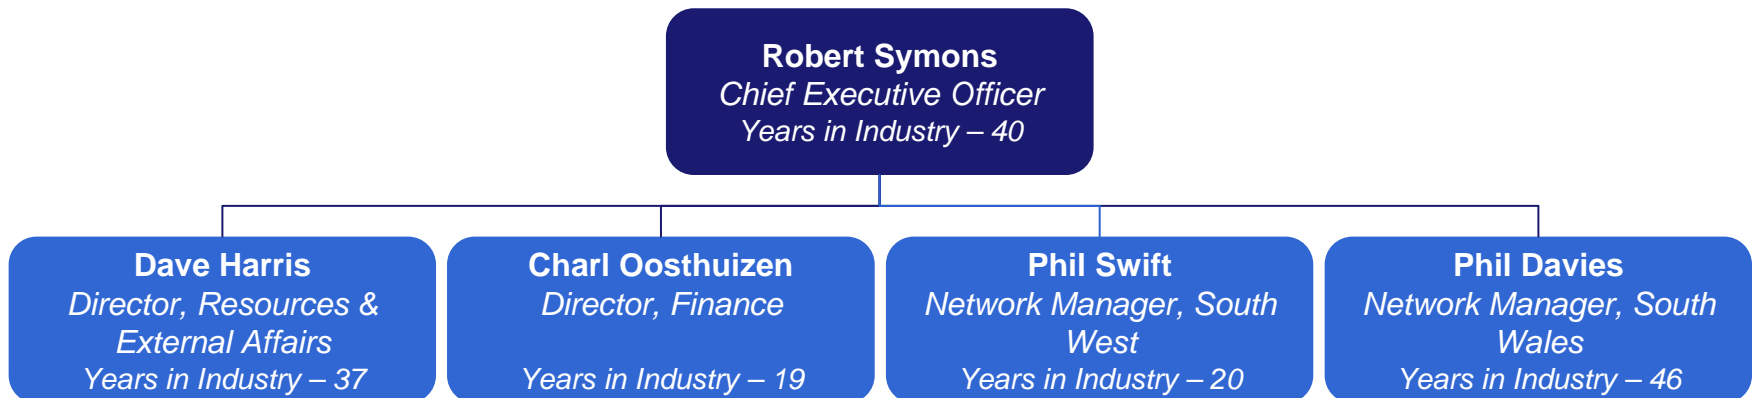 Robert Symons
Chief Executive Officer
Years in Industry – 40
Dave Harris
Director, Resources &
External Affairs
Years in Industry – 37
Charl Oosthuizen
Director, Finance
Years in Industry – 19
Phil Swift
Network Manager, South
West
Years in Industry – 20
Phil Davies
Network Manager, South
Wales
Years in Industry – 46